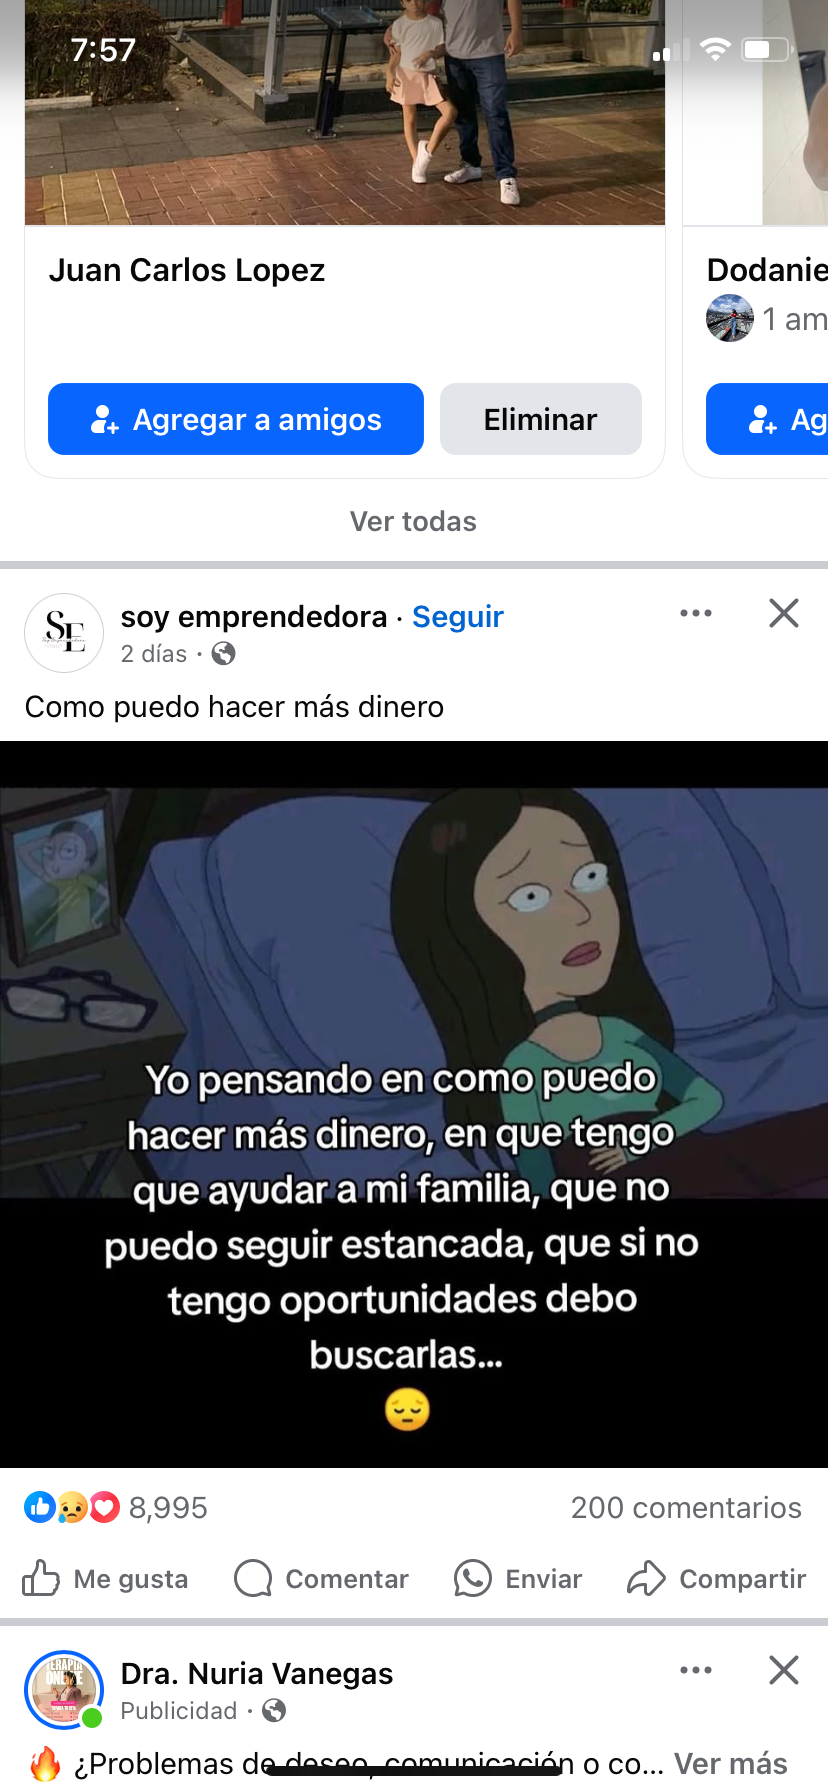 7:57
Juan Carlos Lopez
Dodanie
1 am
Agregar a amigos
Eliminar
Ag
Ver todas
SE
soy emprendedora · Seguir
2 días ·
Como puedo hacer más dinero
Yo pensando en como puedo
hacer más dinero, en que tengo
que ayudar a mi familia, que no
puedo seguir estancada, que si no
tengo oportunidades debo
buscarlas...
😔
8,995
200 comentarios
Me gusta
Comentar
Enviar
Compartir
TERAPIA
ONLINE
Dra. Nuria Vanegas
Publicidad ·
🔥 ¿Problemas de deseo, comunicación o co... Ver más